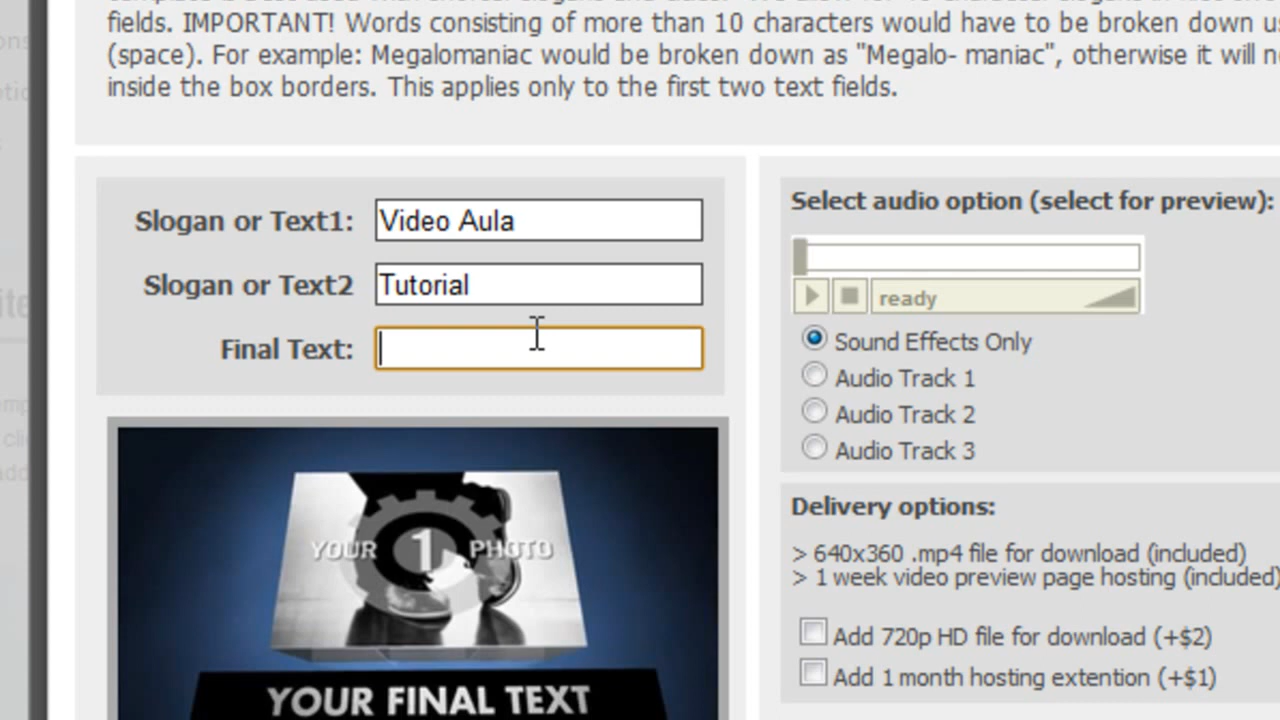 fields. IMPORTANT! Words consisting of more than 10 characters would have to be broken down
(space). For example: Megalomaniac would be broken down as "Megalo- maniac", otherwise it will
inside the box borders. This applies only to the first two text fields.
Slogan or Text1: Video Aula
Slogan or Text2 Tutorial
Final Text:
YOUR 1 PHOTO
YOUR FINAL TEXT
Select audio option (select for preview):
ready
Sound Effects Only
Audio Track 1
Audio Track 2
Audio Track 3
Delivery options:
> 640x360 .mp4 file for download (included)
> 1 week video preview page hosting (included)
Add 720p HD file for download (+$2)
Add 1 month hosting extention (+$1)